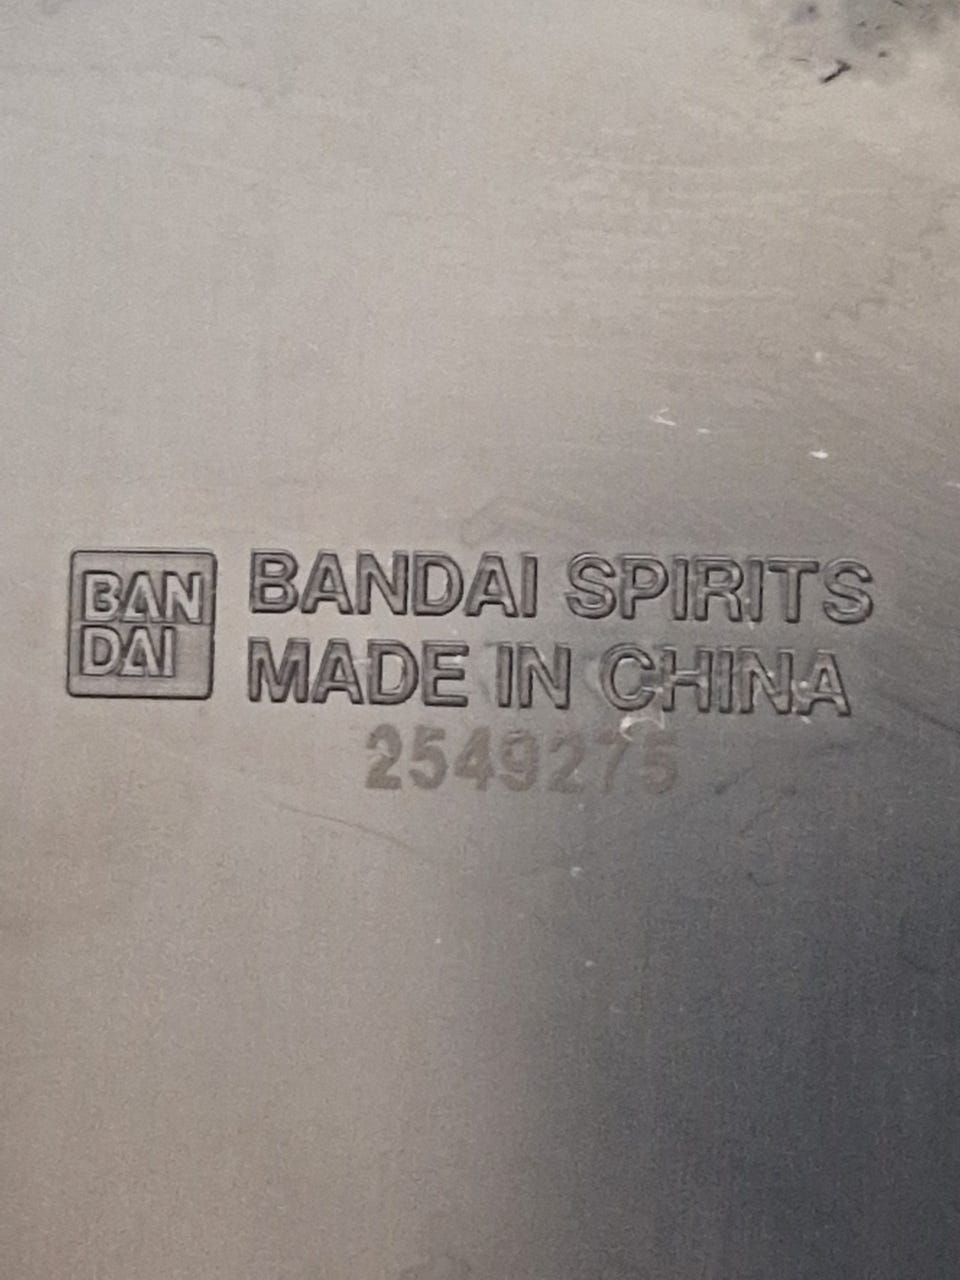 BAN
DAI
BANDAI SPIRITS
MADE IN CHINA
2549275